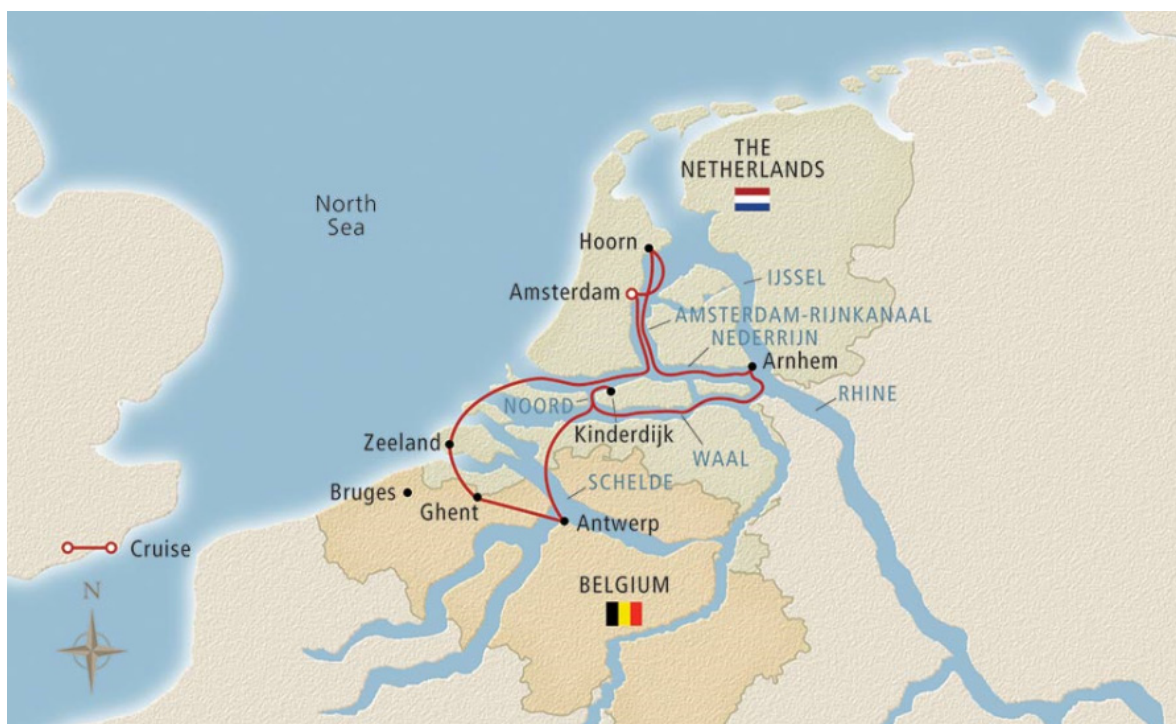 THE
NETHERLANDS
North
Sea
Hoorn
IJSSEL
Amsterdam
AMSTERDAM-RIJNKANAAL
NEDERRIJN
Arnhem
RHINE
NOORD
Kinderdijk
Zeeland
WAAL
SCHELDE
Bruges
Ghent
Antwerp
Cruise
BELGIUM
N